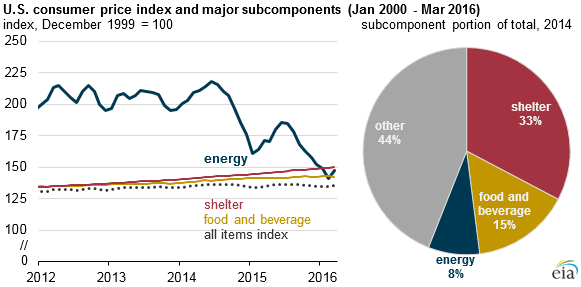 U.S. consumer price index and major subcomponents (Jan 2000 - Mar 2016)
index, December 1999 = 100
subcomponent portion of total, 2014
250
225
200
175
150
125
100
//
0
2012
2013
2014
2015
2016
energy
shelter
food and beverage
all items index
other
44%
shelter
33%
food and
beverage
15%
energy
8%
eia